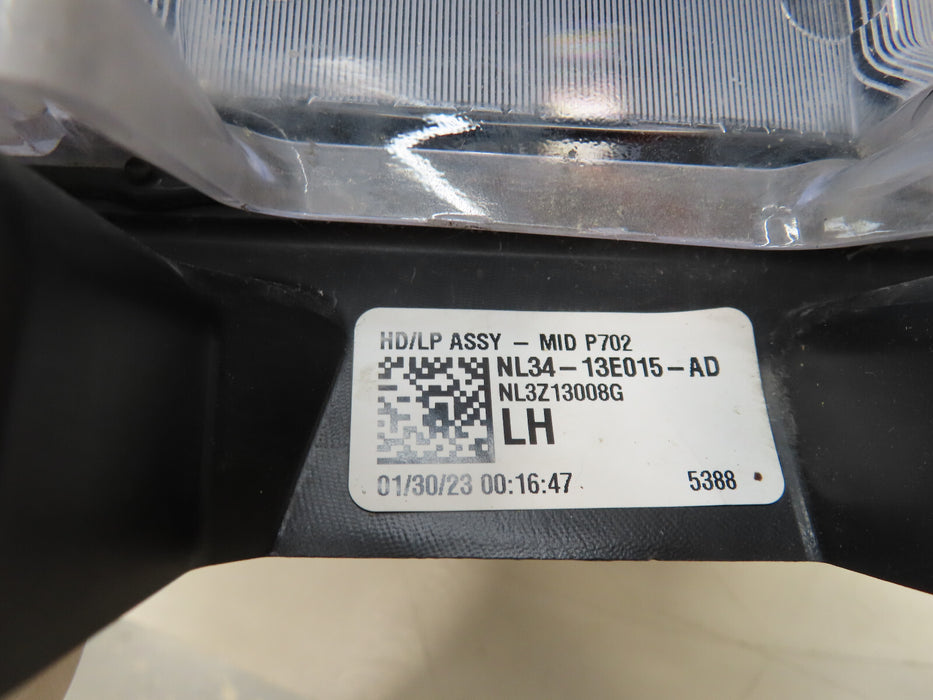 HD/LP ASSY - MID P702
NL34-13E015-AD
NL3Z13008G
LH
01/30/23 00:16:47 5388